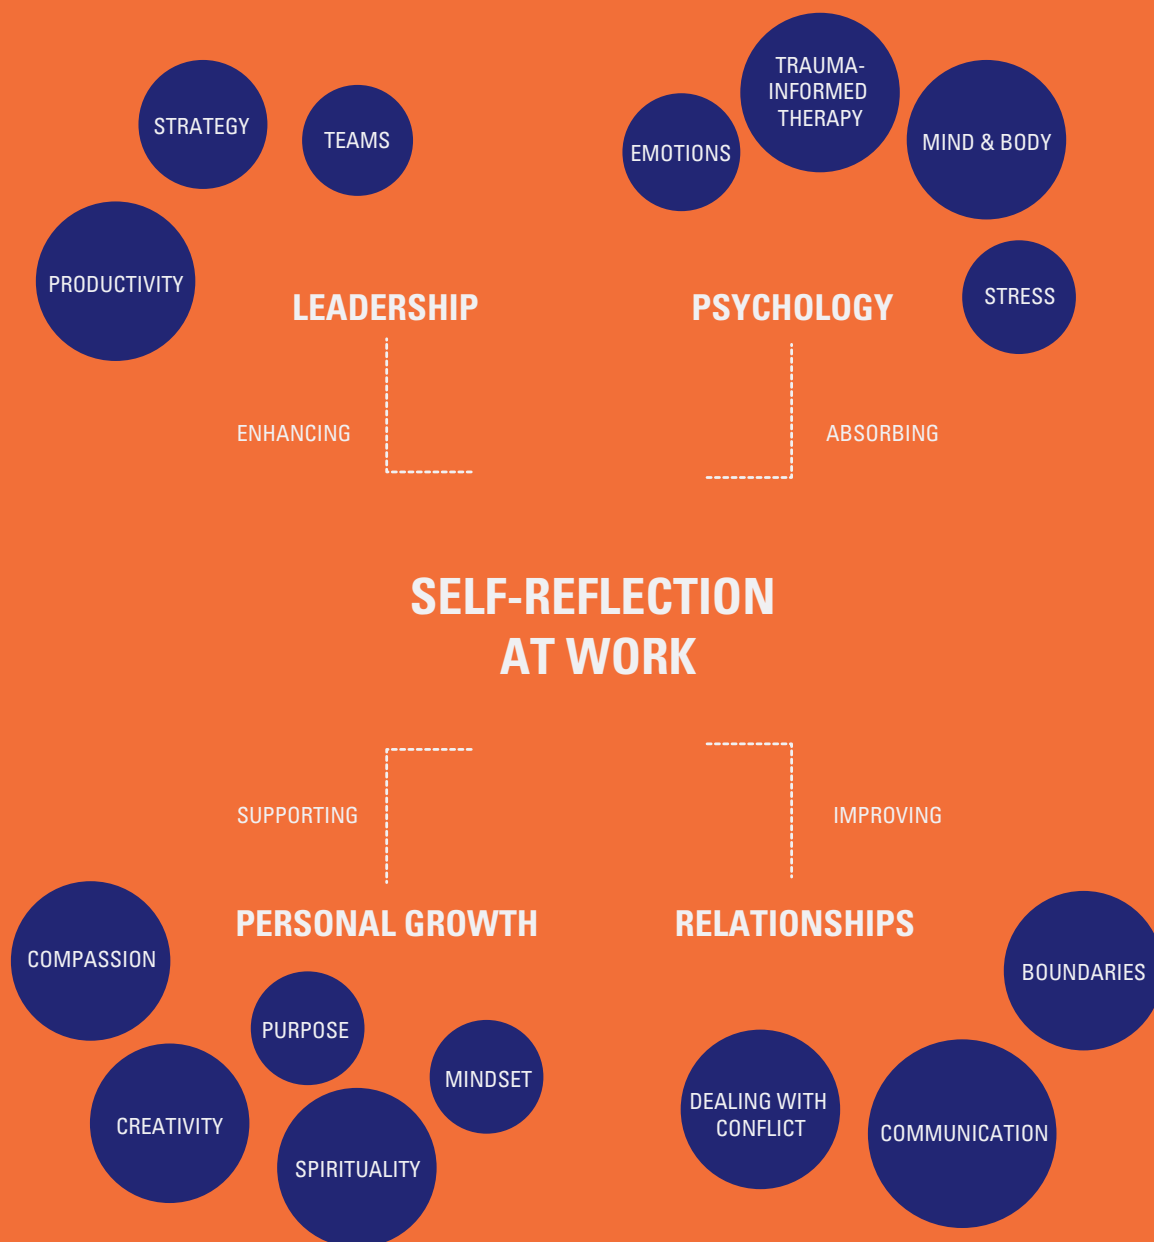 STRATEGY
TEAMS
PRODUCTIVITY
LEADERSHIP
ENHANCING
EMOTIONS
TRAUMA-
INFORMED
THERAPY
MIND & BODY
STRESS
PSYCHOLOGY
ABSORBING
SELF-REFLECTION
AT WORK
SUPPORTING
PERSONAL GROWTH
COMPASSION
PURPOSE
MINDSET
CREATIVITY
SPIRITUALITY
IMPROVING
RELATIONSHIPS
BOUNDARIES
DEALING WITH
CONFLICT
COMMUNICATION